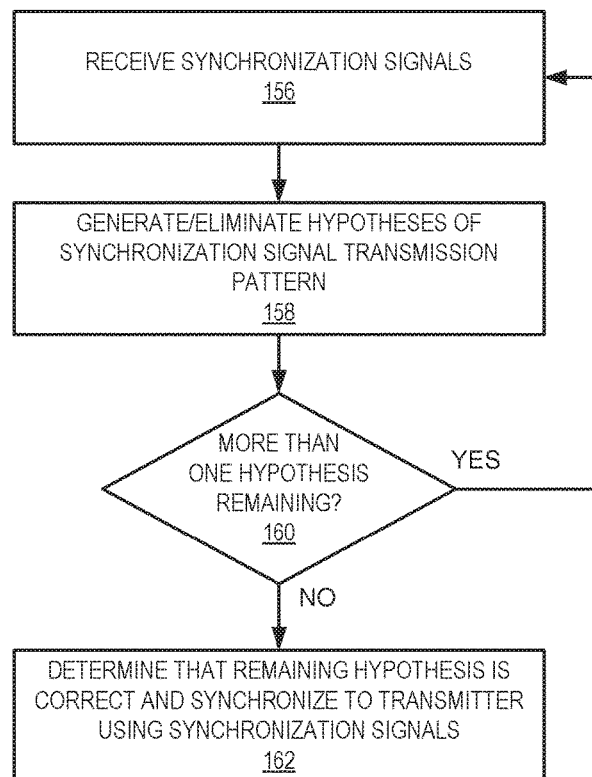 RECEIVE SYNCHRONIZATION SIGNALS
156
GENERATE/ELIMINATE HYPOTHESES OF
SYNCHRONIZATION SIGNAL TRANSMISSION
PATTERN
158
MORE THAN
ONE HYPOTHESIS
REMAINING?
160
YES
NO
DETERMINE THAT REMAINING HYPOTHESIS IS
CORRECT AND SYNCHRONIZE TO TRANSMITTER
USING SYNCHRONIZATION SIGNALS
162